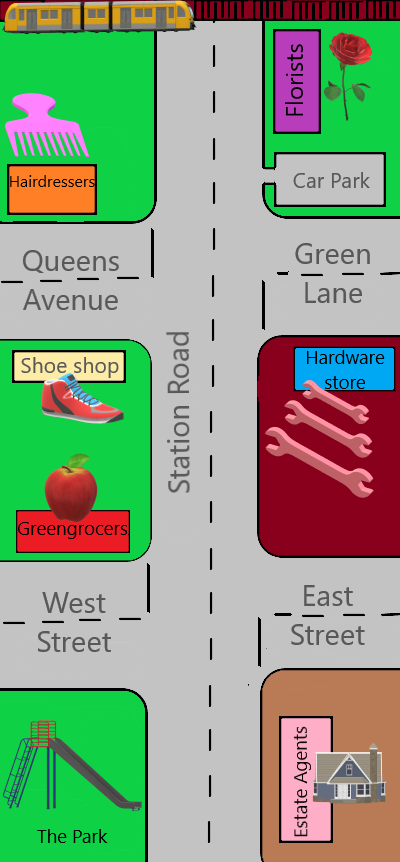 Florists
Hairdressers
Car Park
Queens
Avenue
Green
Lane
Station Road
Shoe shop
Hardware
store
Greengrocers
West
Street
East
Street
Estate Agents
The Park